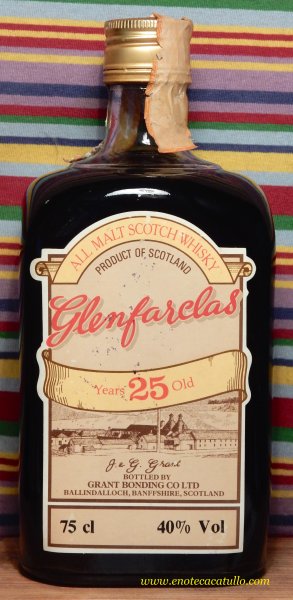 ALL MALT SCOTCH WHISKY
PRODUCT OF SCOTLAND
Glenfarclas
Years 25 Old
J & G. Grant
BOTTLED BY
GRANT BONDING CO LTD
BALLINDALLOCH, BANFFSHIRE, SCOTLAND
75 cl 40% Vol
www.enotecacatullo.com